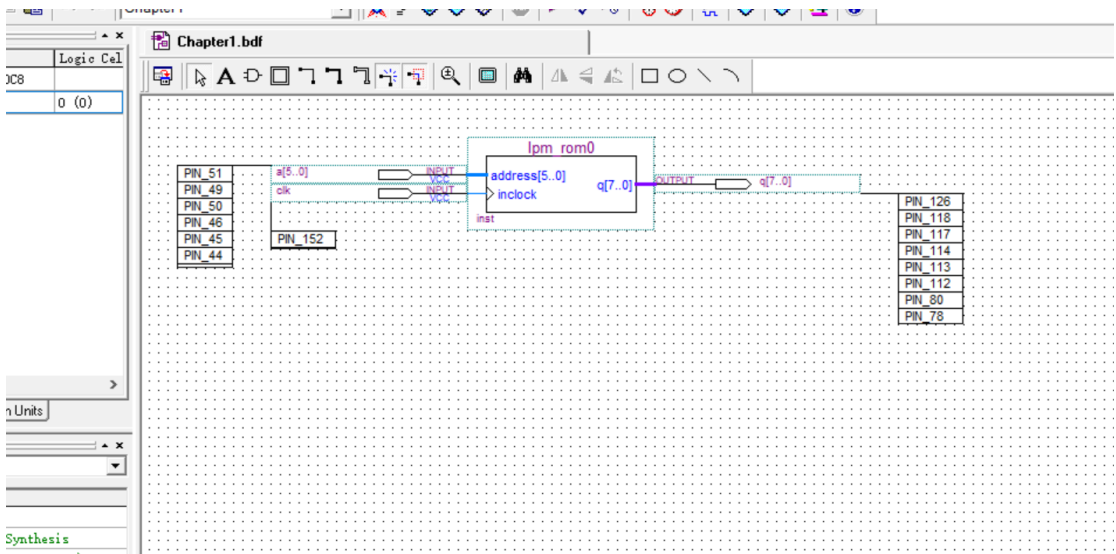 Chapter1.bdf
Logic Cel
0C8
0 (0)
lpm_rom0
a[5..0]
INPUT
VCC
address[5..0]
q[7..0]
OUTPUT
q[7..0]
clk
INPUT
VCC
inclock
inst
PIN_51
PIN_49
PIN_50
PIN_46
PIN_45
PIN_44
PIN_152
PIN_126
PIN_118
PIN_117
PIN_114
PIN_113
PIN_112
PIN_80
PIN_78
n Units
Synthesis